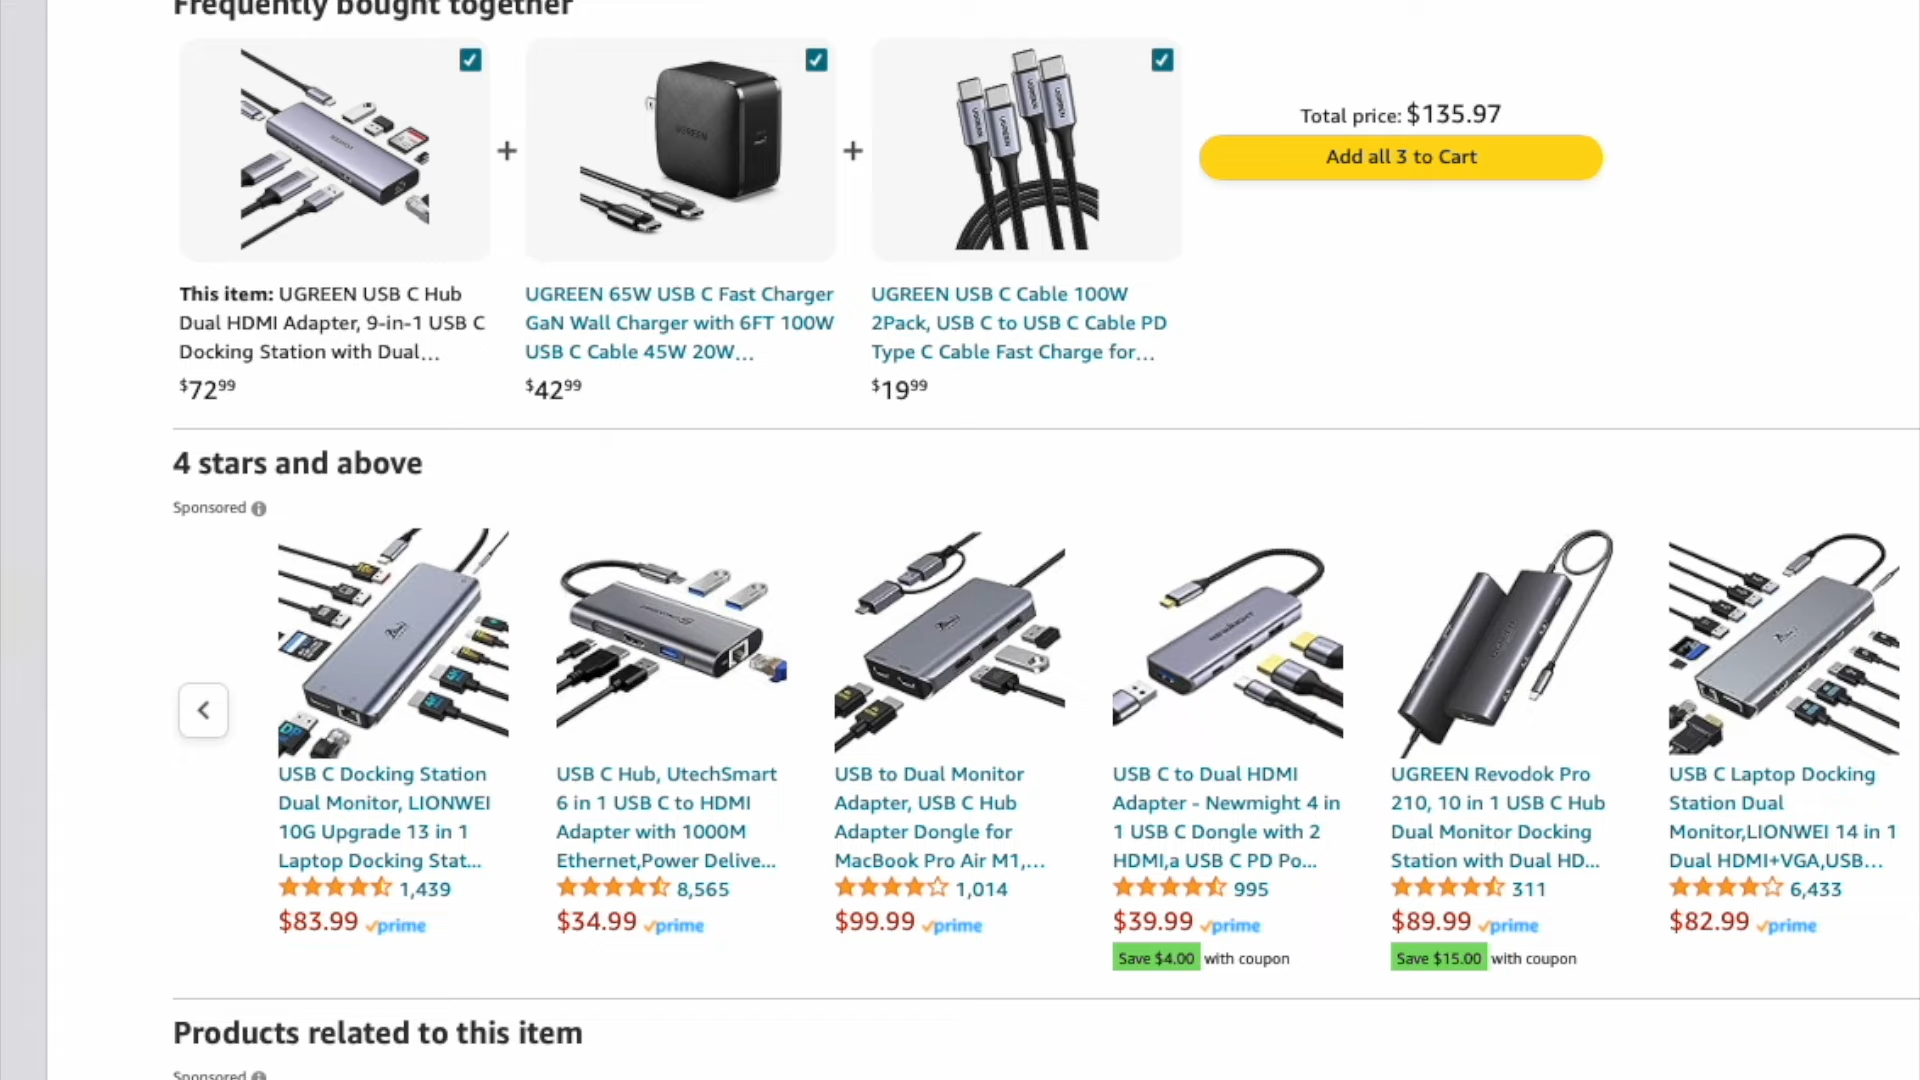 Frequently bought together
This item: UGREEN USB C Hub
Dual HDMI Adapter, 9-in-1 USB C
Docking Station with Dual...
$72.99
UGREEN 65W USB C Fast Charger
GaN Wall Charger with 6FT 100W
USB C Cable 45W 20W...
$42.99
UGREEN USB C Cable 100W
2Pack, USB C to USB C Cable PD
Type C Cable Fast Charge for...
$19.99
Total price: $135.97
Add all 3 to Cart
4 stars and above
Sponsored
USB C Docking Station
Dual Monitor, LIONWEI
10G Upgrade 13 in 1
Laptop Docking Stat...
1,439
$83.99 prime
USB C Hub, UtechSmart
6 in 1 USB C to HDMI
Adapter with 1000M
Ethernet,Power Delive...
8,565
$34.99 prime
USB to Dual Monitor
Adapter, USB C Hub
Adapter Dongle for
MacBook Pro Air M1,...
1,014
$99.99 prime
USB C to Dual HDMI
Adapter - Newmight 4 in
1 USB C Dongle with 2
HDMI,a USB C PD Po...
995
$39.99 prime
Save $4.00 with coupon
UGREEN Revodok Pro
210, 10 in 1 USB C Hub
Dual Monitor Docking
Station with Dual HD...
311
$89.99 prime
Save $15.00 with coupon
USB C Laptop Docking
Station Dual
Monitor,LIONWEI 14 in 1
Dual HDMI+VGA,USB...
6,433
$82.99 prime
Products related to this item
Sponsored